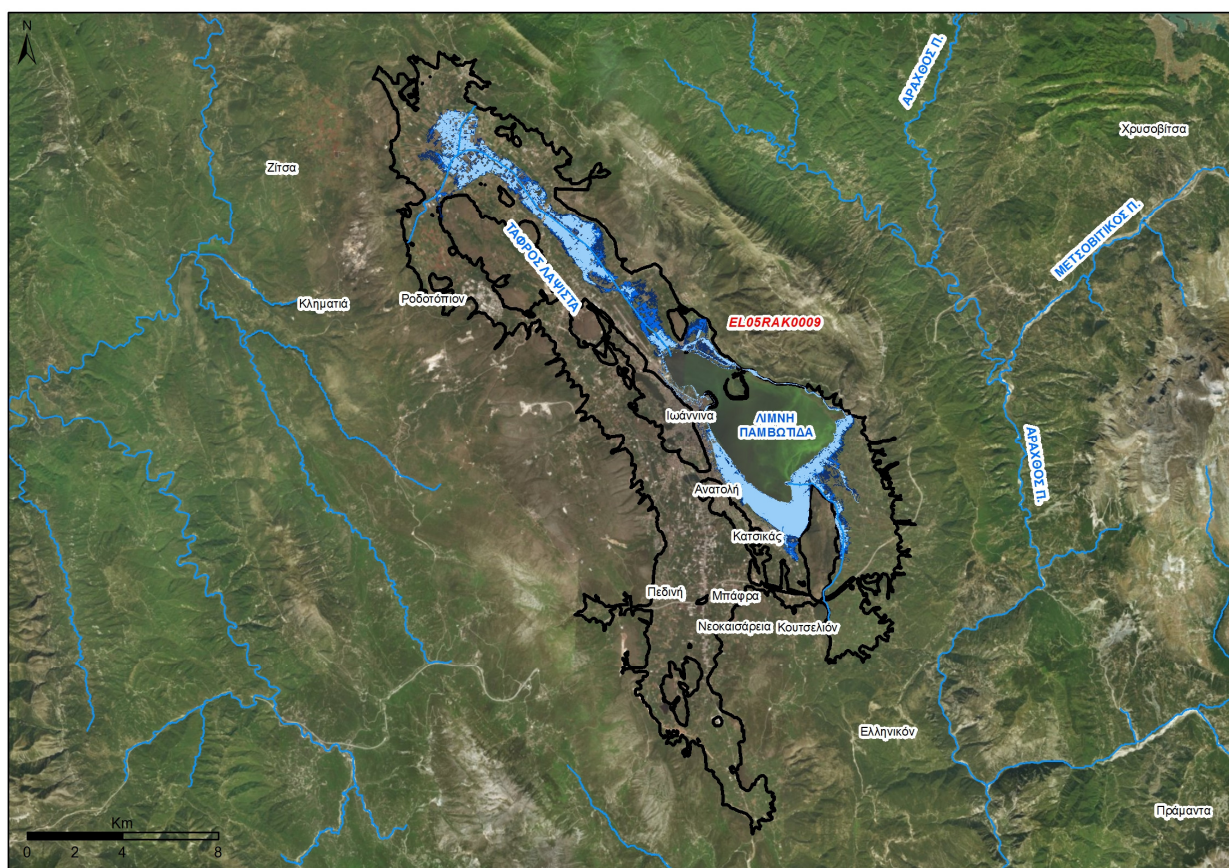 N
ΑΡΑΧΘΟΣ Π.
Χρυσοβίτσα
Ζίτσα
ΜΕΤΣΟΒΙΤΙΚΟΣ Π.
ΤΑΦΡΟΣ ΛΑΨΙΣΤΑ
Κληματιά
Ροδοτόπιον
EL05RAK0009
Ιωάννινα
ΛΙΜΝΗ
ΠΑΜΒΩΤΙΔΑ
ΑΡΑΧΘΟΣ Π.
Ανατολή
Κατσικάς
Πεδινή
Μπάφρα
Νεοκαισάρεια
Κουτσελιόν
Ελληνικόν
Πράμαντα
Km
0 2 4 8